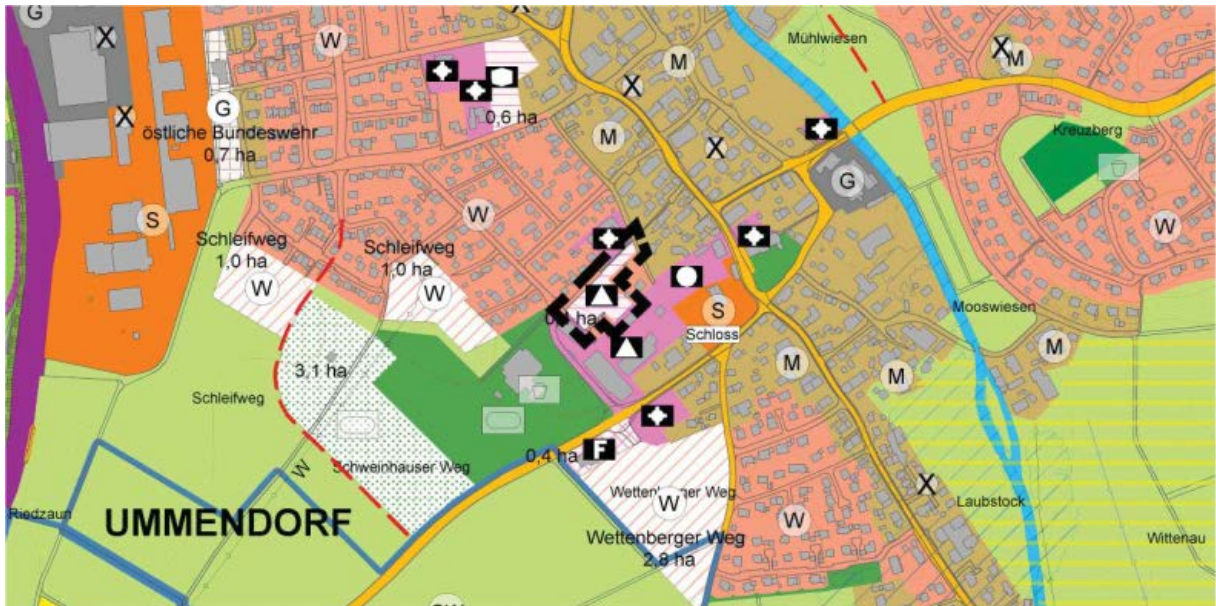 G
X
W
X
M
X
Mühlwiesen
X
M
G
östliche Bundeswehr
0,7 ha
X
0,6 ha
M
X
Kreuzberg
G
S
W
W
Schleifweg
1,0 ha
Schleifweg
1,0 ha
W
W
S
Schloss
Mooswiesen
M
M
M
3,1 ha
Schleifweg
Schweinhauser Weg
W
0,4 ha
F
Wettenberger Weg
W
Wettenberger Weg
2,8 ha
W
X
Laubstock
Wittenau
Riedzaun
UMMENDORF